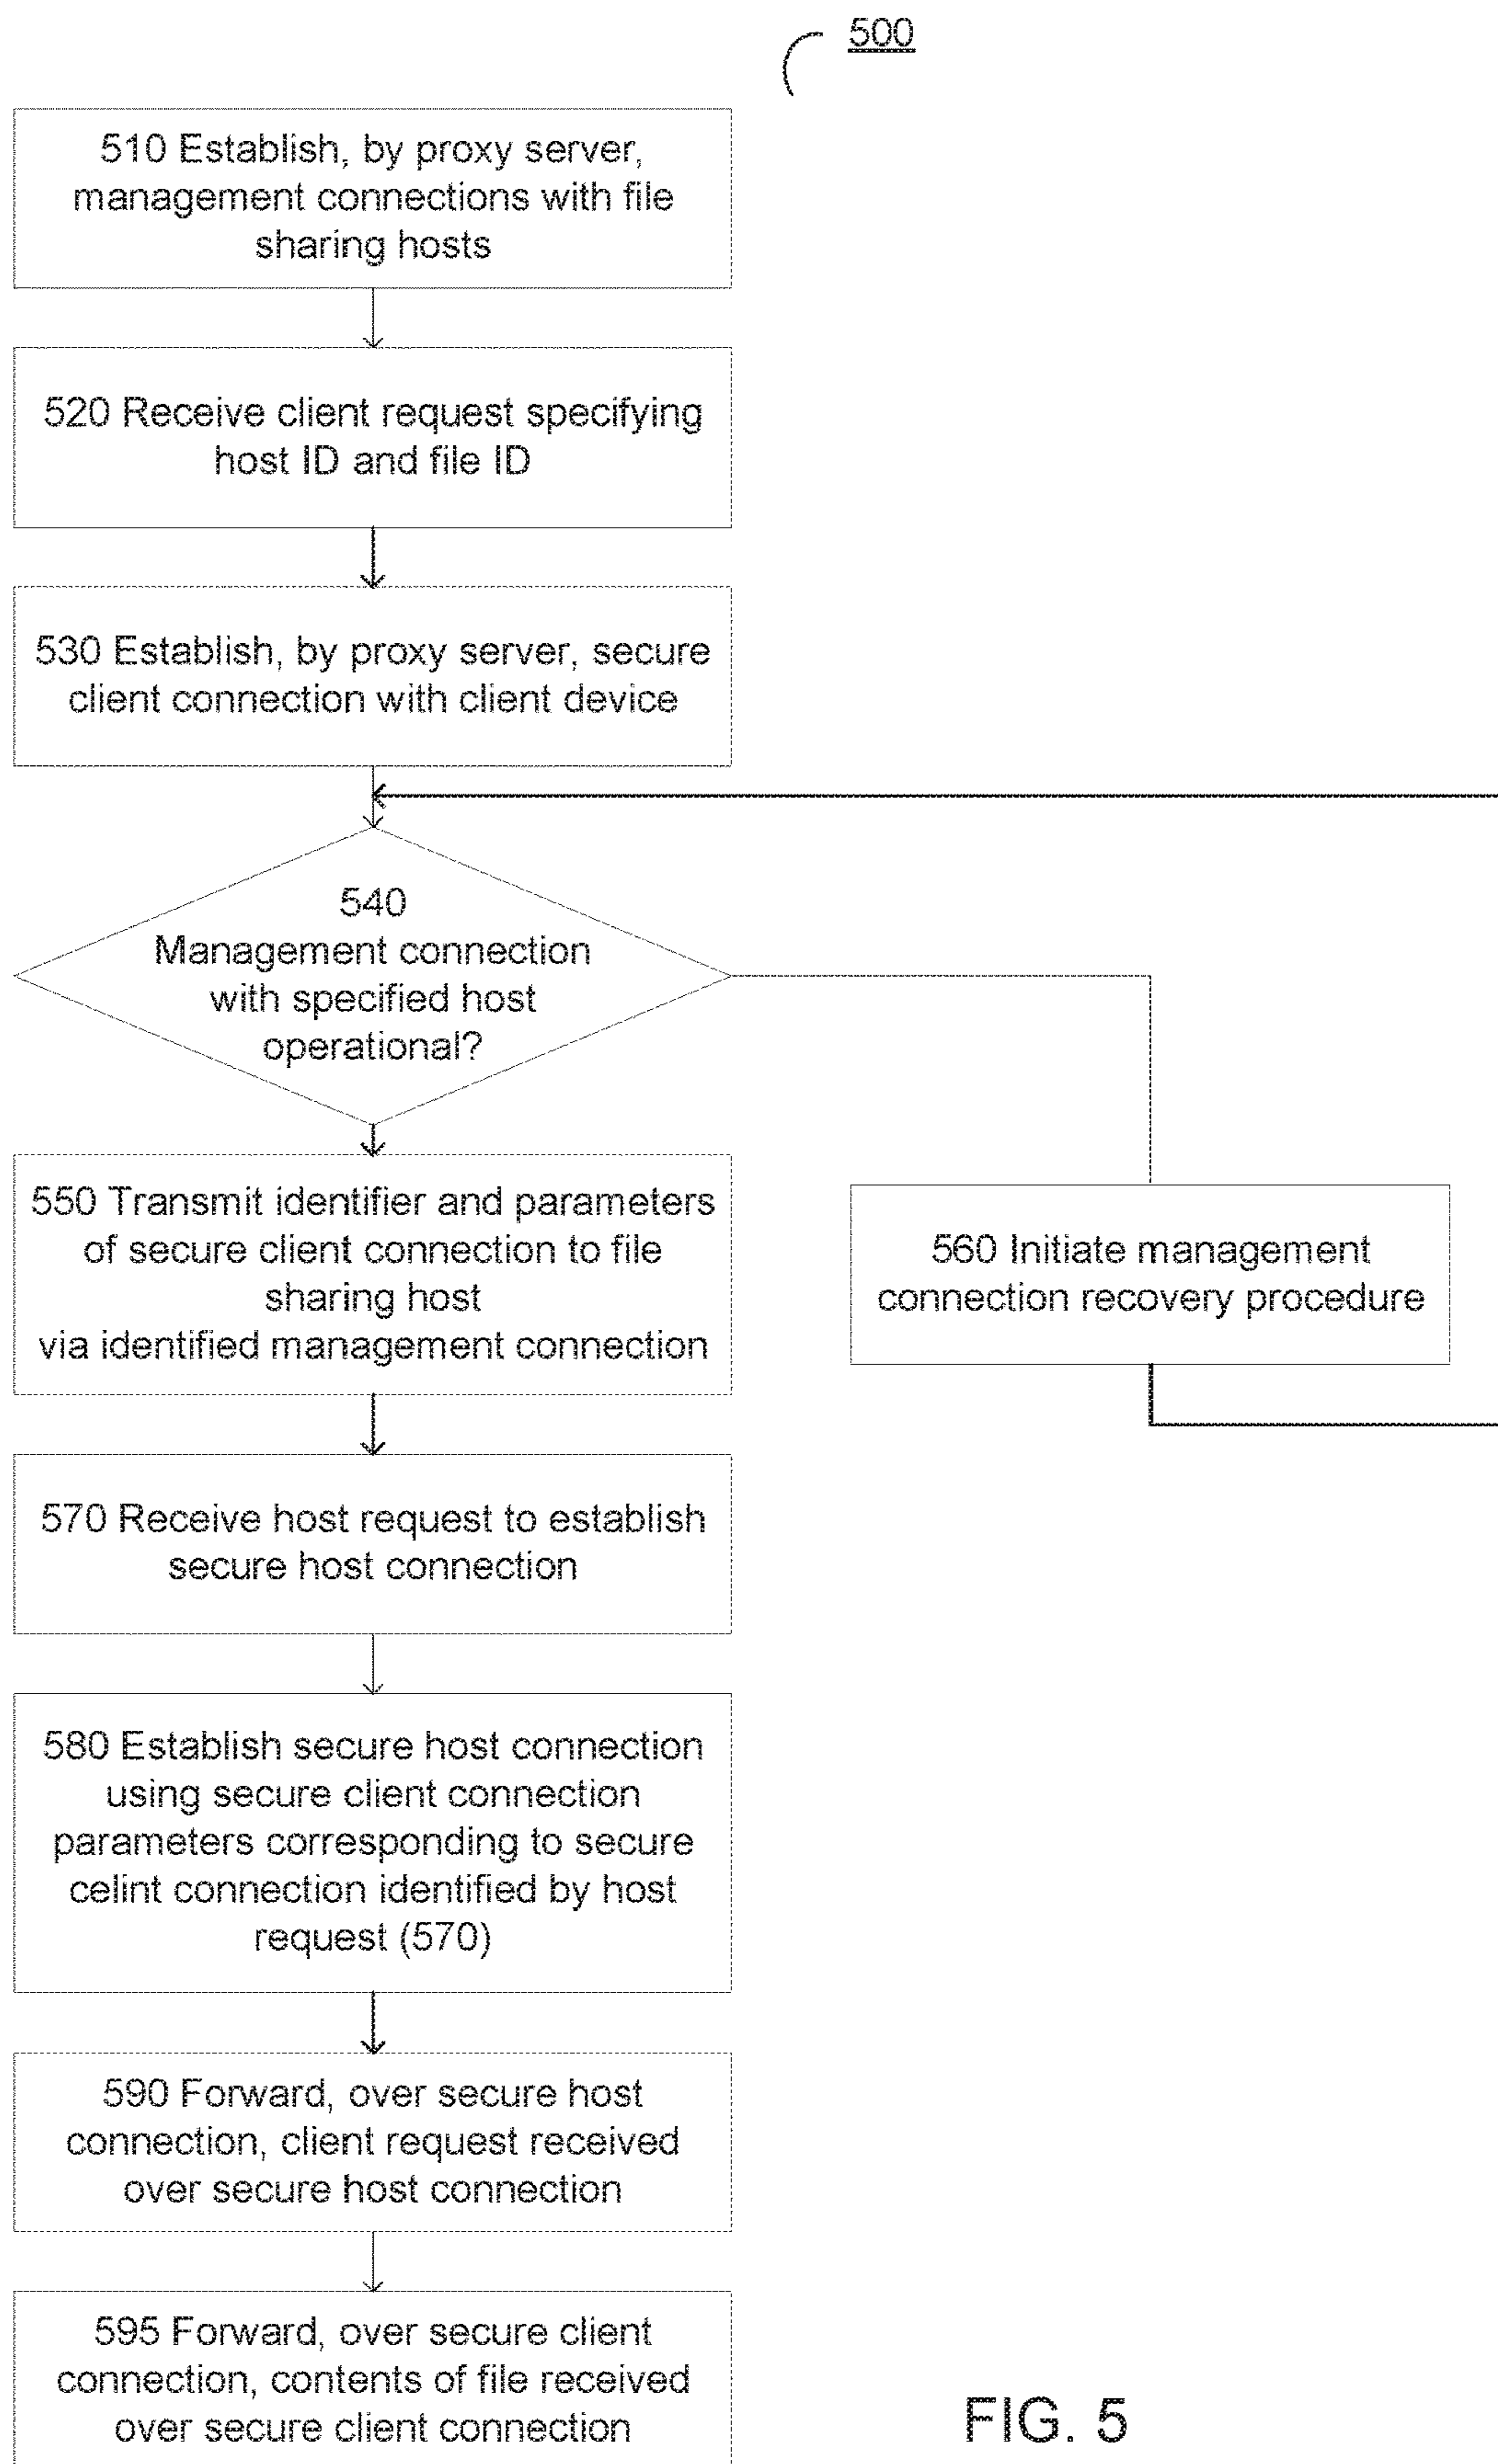 500
510 Establish, by proxy server,
management connections with file
sharing hosts
520 Receive client request specifying
host ID and file ID
530 Establish, by proxy server, secure
client connection with client device
540
Management connection
with specified host
operational?
550 Transmit identifier and parameters
of secure client connection to file
sharing host
via identified management connection
560 Initiate management
connection recovery procedure
570 Receive host request to establish
secure host connection
580 Establish secure host connection
using secure client connection
parameters corresponding to secure
celint connection identified by host
request (570)
590 Forward, over secure host
connection, client request received
over secure host connection
595 Forward, over secure client
connection, contents of file received
over secure client connection
FIG. 5